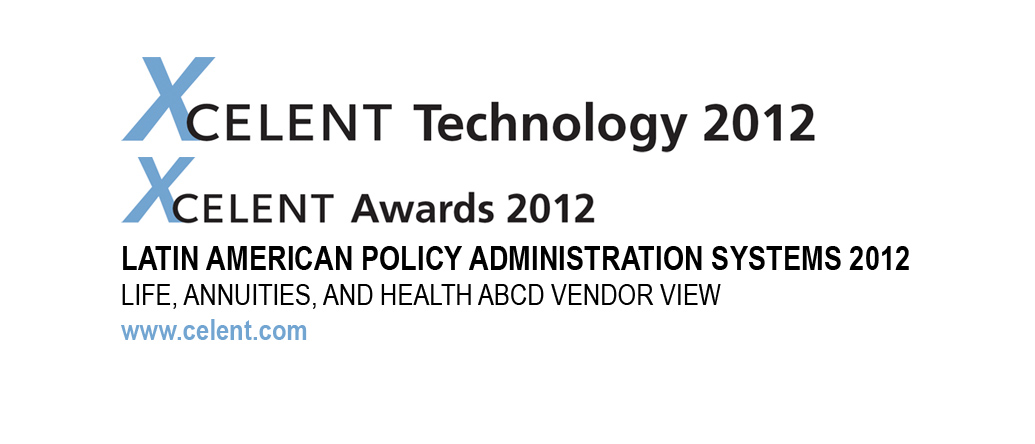 XCELENT Technology 2012
XCELENT Awards 2012
LATIN AMERICAN POLICY ADMINISTRATION SYSTEMS 2012
LIFE, ANNUITIES, AND HEALTH ABCD VENDOR VIEW
www.celent.com